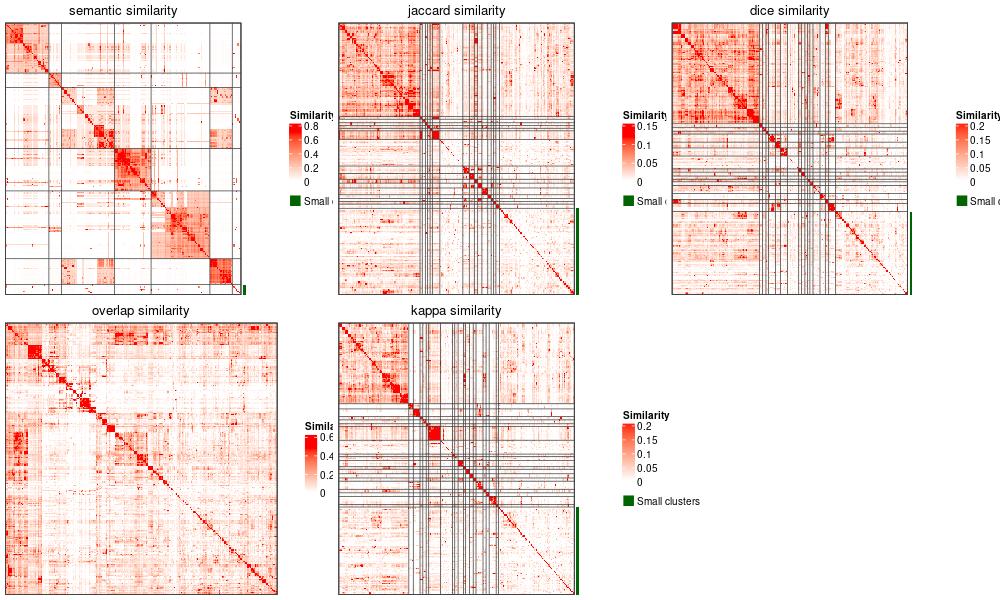 semantic similarity
jaccard similarity
dice similarity
Similarity
0.8
0.6
0.4
0.2
0
Small
Similarity
0.15
0.1
0.05
0
Small
Similarity
0.2
0.15
0.1
0.05
0
Small
overlap similarity
kappa similarity
0.4
0.2
0
Similarity
0.2
0.15
0.1
0.05
0
Small clusters